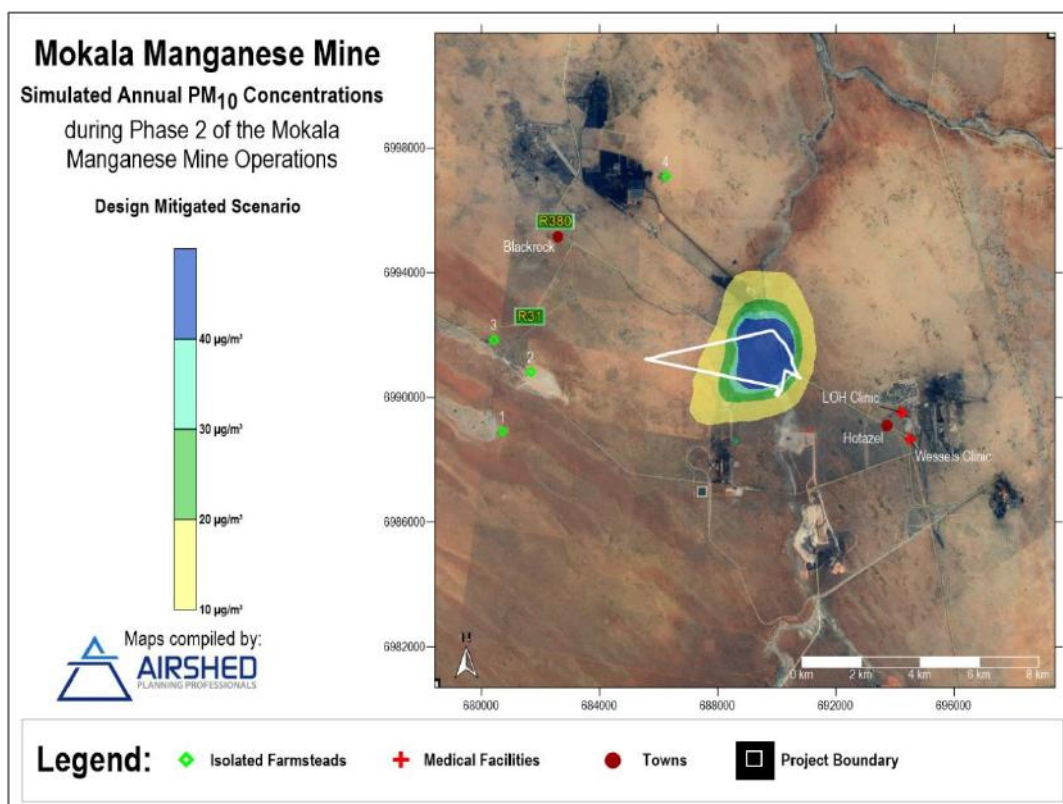 Mokala Manganese Mine
Simulated Annual PM10 Concentrations
during Phase 2 of the Mokala
Manganese Mine Operations
Design Mitigated Scenario
40 µg/m³
30 µg/m³
20 µg/m³
10 µg/m³
Maps compiled by:
AIRSHED
PLANNING PROFESSIONALS
6998000
6994000
6990000
6986000
6982000
680000
684000
688000
692000
696000
4
R380
Blackrock
R31
3
2
1
LOH Clinic
Hotazel
Wessels Clinic
N
0 km
2 km
4 km
6 km
8 km
Legend:
Isolated Farmsteads
Medical Facilities
Towns
Project Boundary